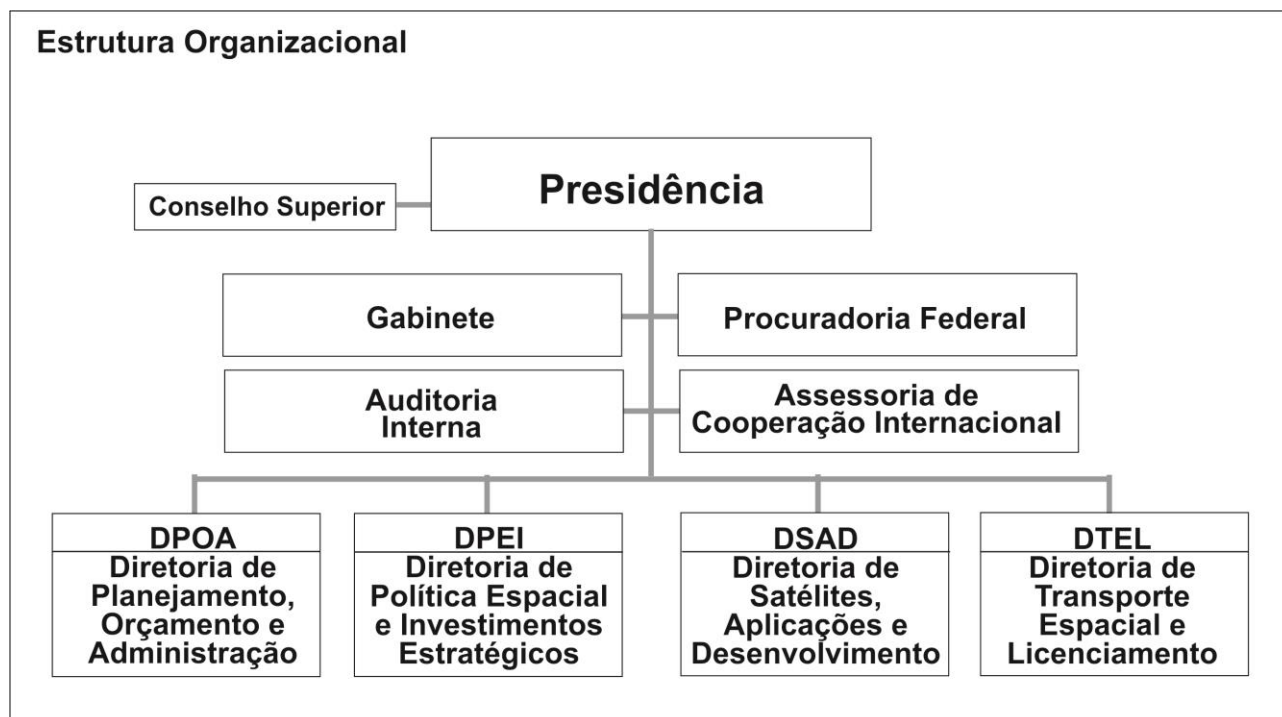 Estrutura Organizacional
Presidência
Conselho Superior
Gabinete
Procuradoria Federal
Auditoria
Interna
Assessoria de
Cooperação Internacional
DPOA
Diretoria de
Planejamento,
Orçamento e
Administração
DPEI
Diretoria de
Política Espacial
e Investimentos
Estratégicos
DSAD
Diretoria de
Satélites,
Aplicações e
Desenvolvimento
DTEL
Diretoria de
Transporte
Espacial e
Licenciamento